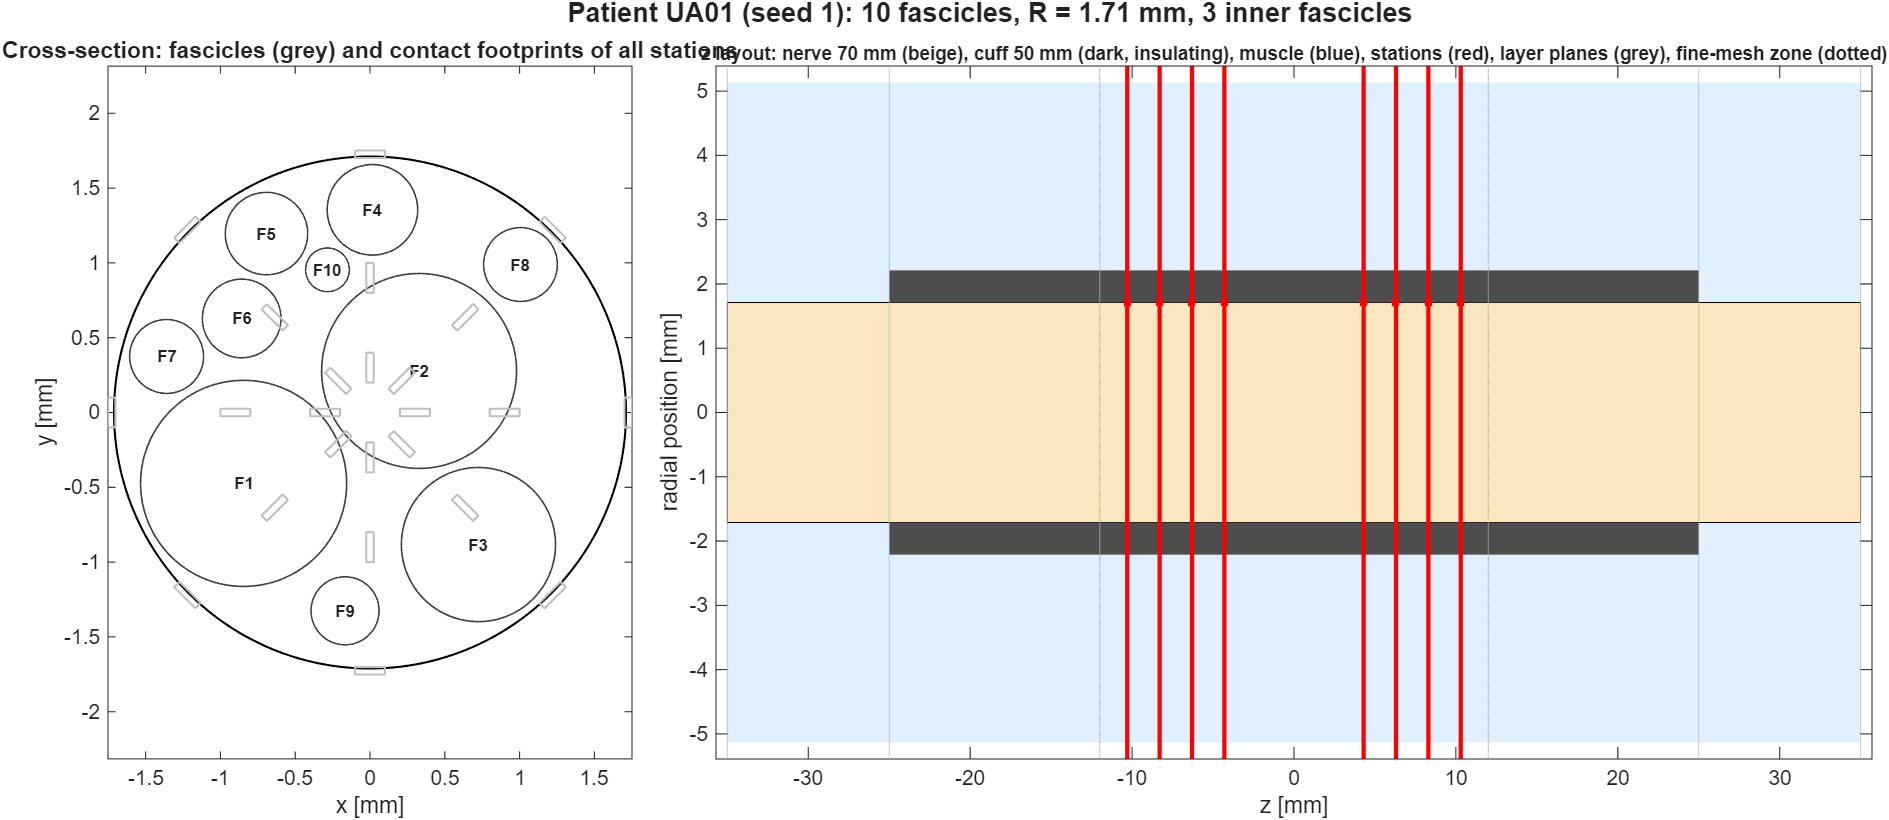 Patient UA01 (seed 1): 10 fascicles, R = 1.71 mm, 3 inner fascicles
Cross-section: fascicles (grey) and contact footprints of all stations
z layout: nerve 70 mm (beige), cuff 50 mm (dark, insulating), muscle (blue), stations (red), layer planes (grey), fine-mesh zone (dotted)
2
1.5
1
0.5
0
-0.5
-1
-1.5
-2
y [mm]
F4
F5
F8
F10
F6
F7
F2
F1
F3
F9
-1.5 -1 -0.5 0 0.5 1 1.5
x [mm]
5
4
3
2
1
0
-1
-2
-3
-4
-5
radial position [mm]
-30 -20 -10 0 10 20 30
z [mm]